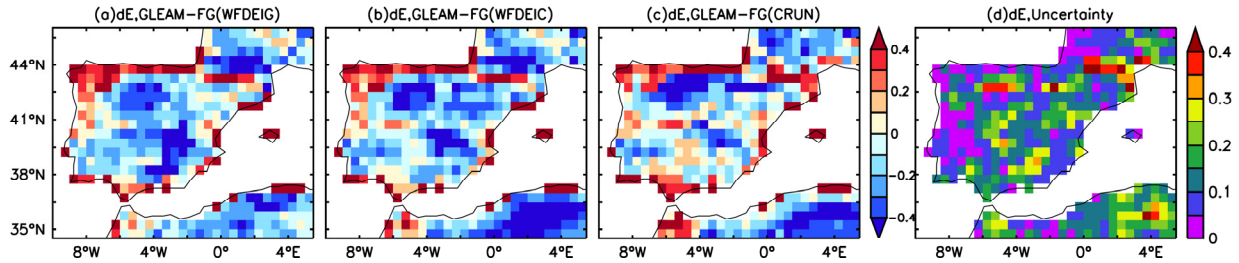 (a)dE,GLEAM-FG(WFDEIG) (b)dE,GLEAM-FG(WFDEIC) (c)dE,GLEAM-FG(CRUN) (d)dE,Uncertainty
44°N
41°N
38°N
35°N
8°W 4°W 0° 4°E 8°W 4°W 0° 4°E 8°W 4°W 0° 4°E 8°W 4°W 0° 4°E
0.4
0.2
0
-0.2
-0.4
0.4
0.3
0.2
0.1
0